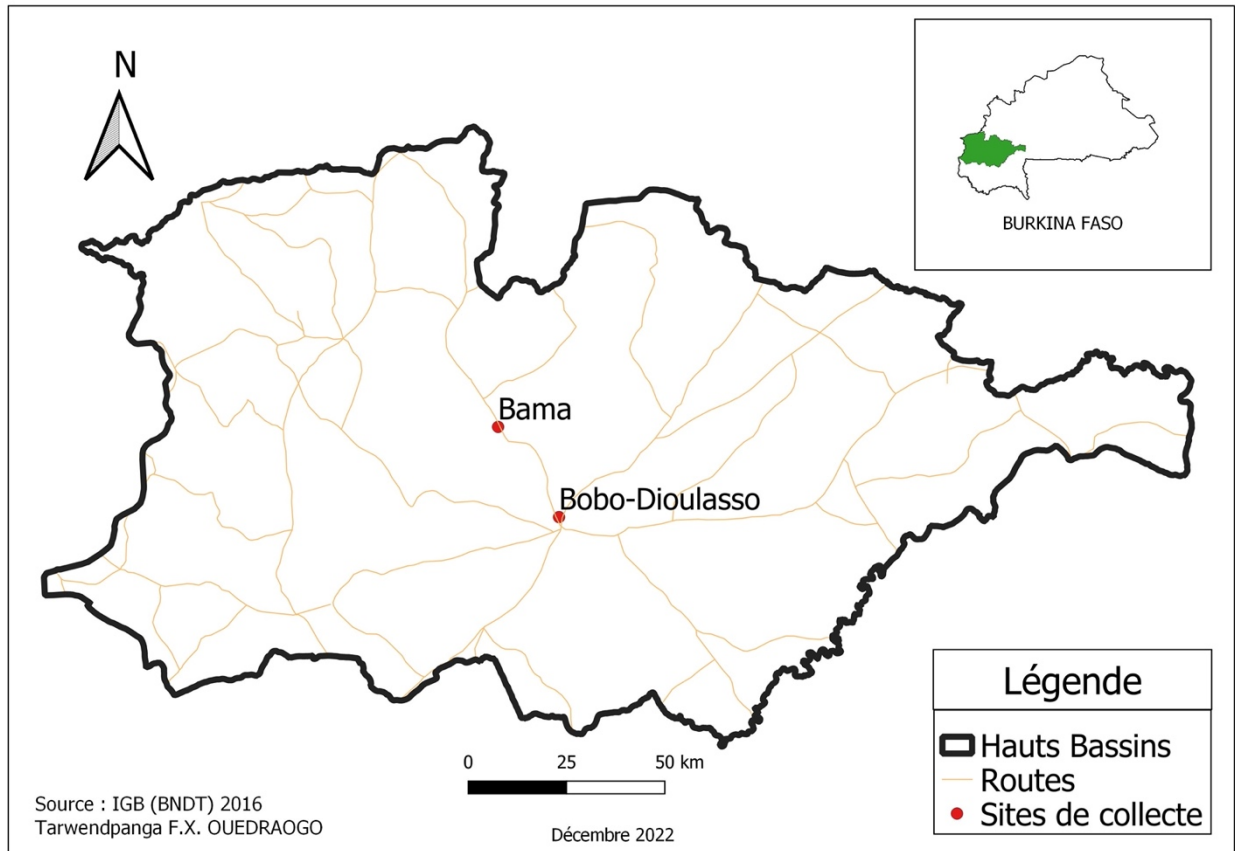 N
BURKINA FASO
Bama
Bobo-Dioulasso
Légende
Hauts Bassins
Routes
Sites de collecte
0 25 50 km
Source : IGB (BNDT) 2016
Tarwendpanga F.X. OUEDRAOGO
Décembre 2022